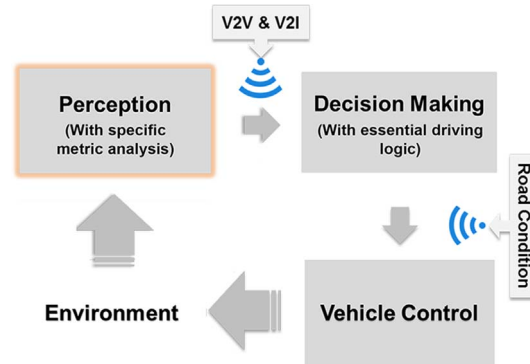 V2V & V2I
Perception
(With specific
metric analysis)
Decision Making
(With essential driving
logic)
Road Condition
Environment
Vehicle Control